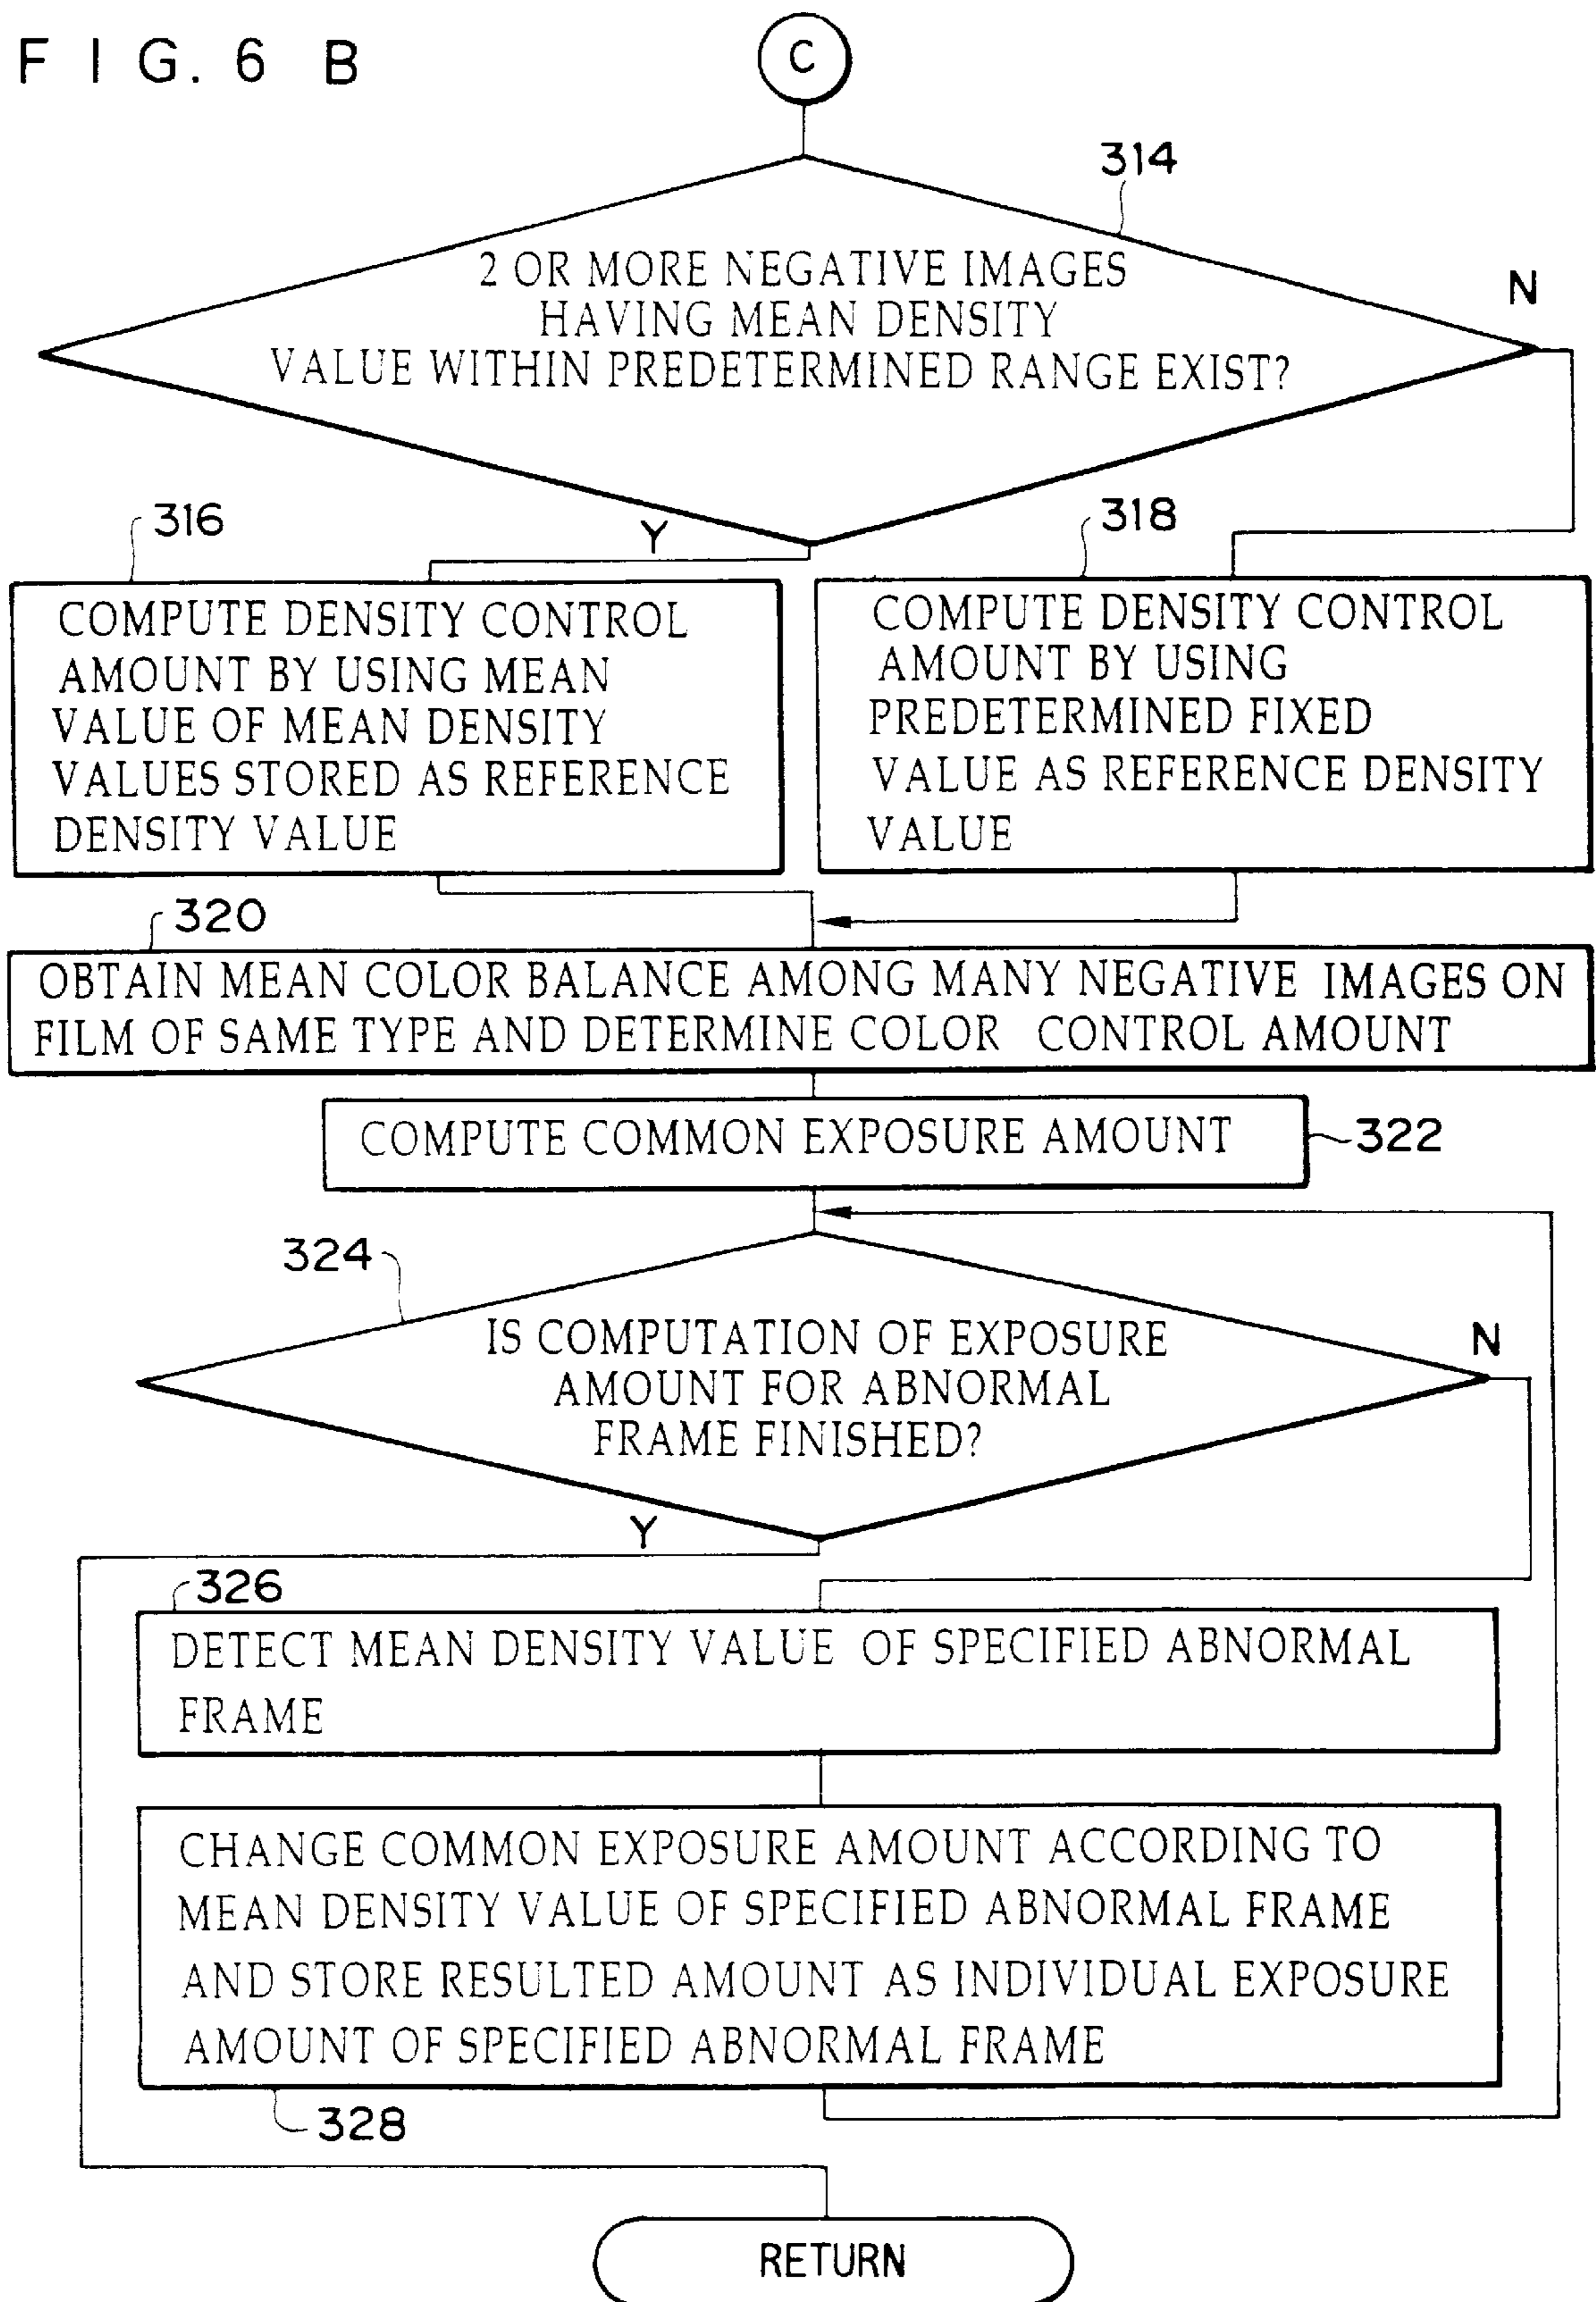 FIG. 6 B
C
314
2 OR MORE NEGATIVE IMAGES
HAVING MEAN DENSITY
VALUE WITHIN PREDETERMINED RANGE EXIST?
N
Y
316
COMPUTE DENSITY CONTROL
AMOUNT BY USING MEAN
VALUE OF MEAN DENSITY
VALUES STORED AS REFERENCE
DENSITY VALUE
318
COMPUTE DENSITY CONTROL
AMOUNT BY USING
PREDETERMINED FIXED
VALUE AS REFERENCE DENSITY
VALUE
320
OBTAIN MEAN COLOR BALANCE AMONG MANY NEGATIVE IMAGES ON
FILM OF SAME TYPE AND DETERMINE COLOR CONTROL AMOUNT
COMPUTE COMMON EXPOSURE AMOUNT
322
324
IS COMPUTATION OF EXPOSURE
AMOUNT FOR ABNORMAL
FRAME FINISHED?
N
Y
326
DETECT MEAN DENSITY VALUE OF SPECIFIED ABNORMAL
FRAME
CHANGE COMMON EXPOSURE AMOUNT ACCORDING TO
MEAN DENSITY VALUE OF SPECIFIED ABNORMAL FRAME
AND STORE RESULTED AMOUNT AS INDIVIDUAL EXPOSURE
AMOUNT OF SPECIFIED ABNORMAL FRAME
328
RETURN